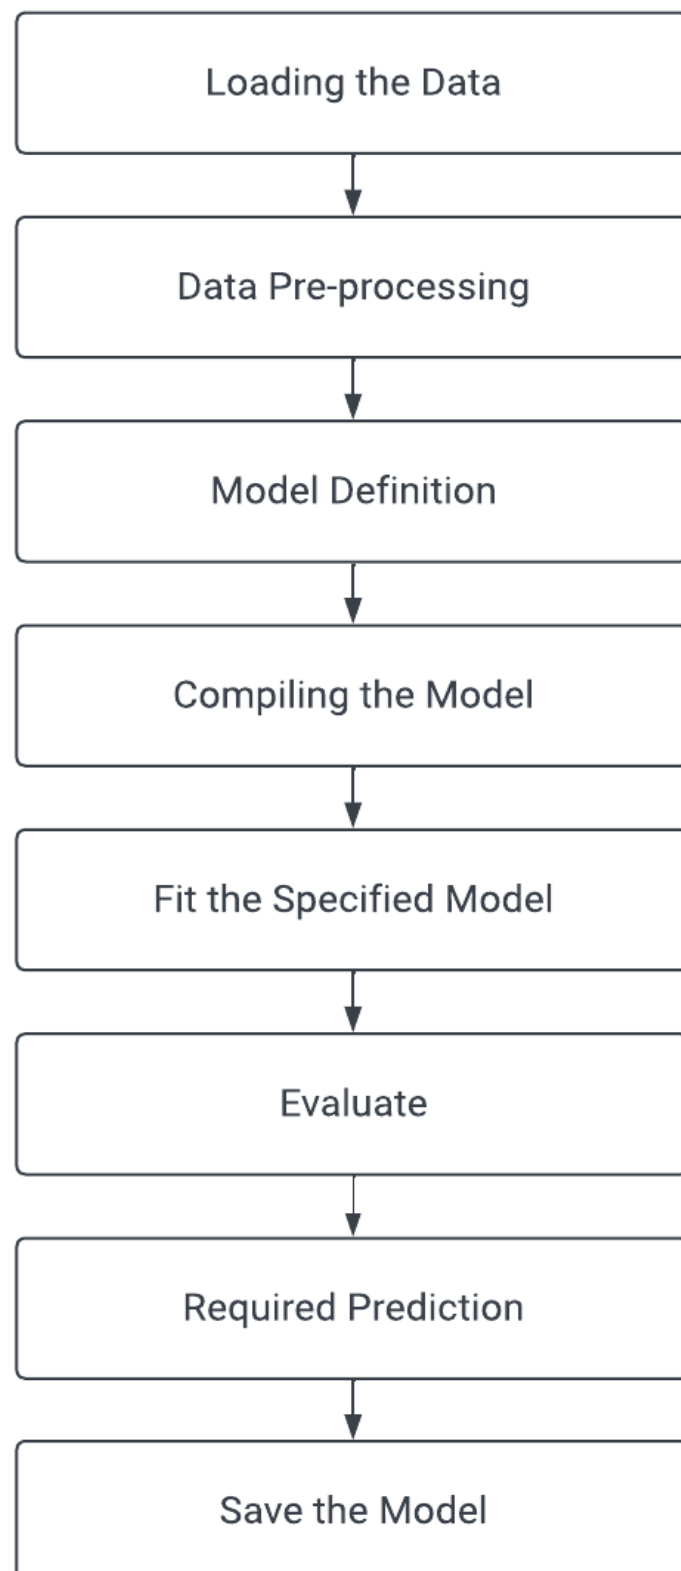 Loading the Data
Data Pre-processing
Model Definition
Compiling the Model
Fit the Specified Model
Evaluate
Required Prediction
Save the Model